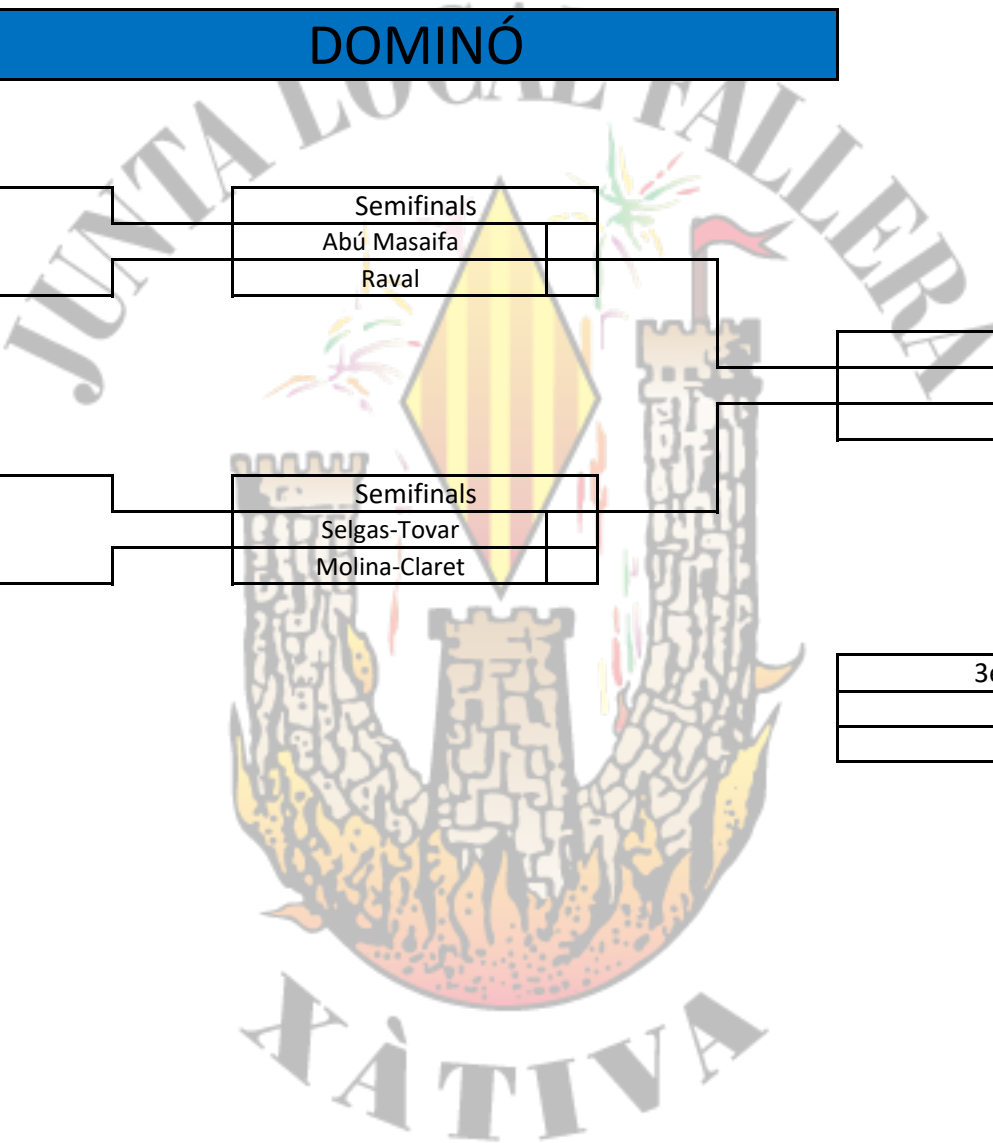 DOMINÓ
JUNTA LOCAL FALLERA
Semifinals
Abú Masaifa
Raval
Semifinals
Selgas-Tovar
Molina-Claret
XÀTIVA